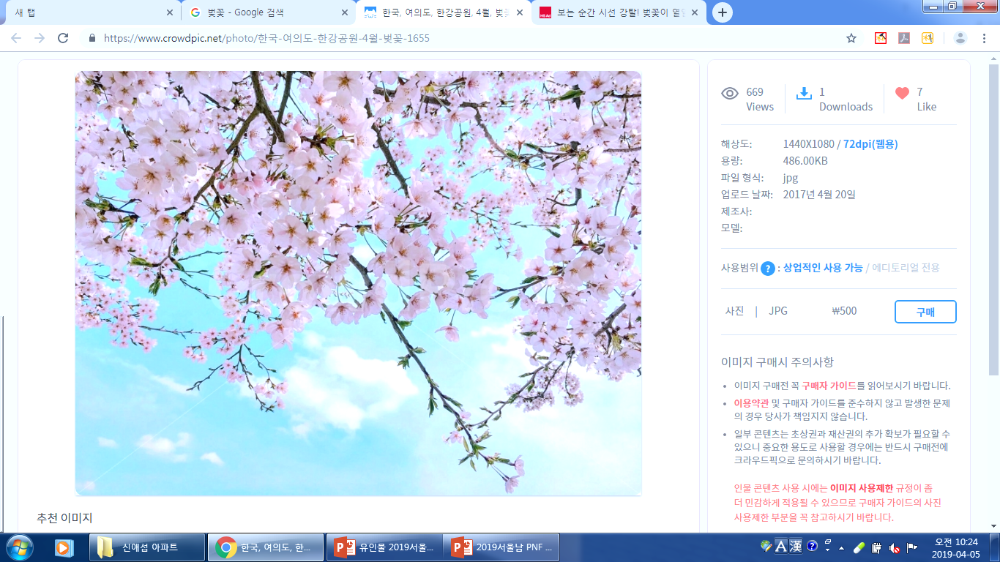 새 탭
벚꽃 - Google 검색
한국, 여의도, 한강공원, 4월, 벚꽃
보는 순간 시선 강탈! 벚꽃이
https://www.crowdpic.net/photo/한국-여의도-한강공원-4월-벚꽃-1655
669
Views
1
Downloads
7
Like
해상도: 1440X1080 / 72dpi(웹용)
용량: 486.00KB
파일 형식: jpg
업로드 날짜: 2017년 4월 20일
제조사:
모델:
사용범위 ? : 상업적인 사용 가능 / 에디토리얼 전용
사진 | JPG ₩500 구매
이미지 구매시 주의사항
• 이미지 구매전 꼭 구매자 가이드를 읽어보시기 바랍니다.
• 이용약관 및 구매자 가이드를 준수하지 않고 발생한 문제
의 경우 당사가 책임지지 않습니다.
• 일부 콘텐츠는 초상권과 재산권의 추가 확보가 필요할 수
있으니 중요한 용도로 사용할 경우에는 반드시 구매전에
크라우드픽으로 문의하시기 바랍니다.
인물 콘텐츠 사용 시에는 이미지 사용제한 규정이 좀
더 민감하게 적용될 수 있으므로 구매자 가이드의 사진
사용제한 부분을 꼭 참고하시기 바랍니다.
추천 이미지
신애섭 아파트
한국, 여의도, 한...
유인물 2019서울...
2019서울남 PNF ...
A 漢
오전 10:24
2019-04-05